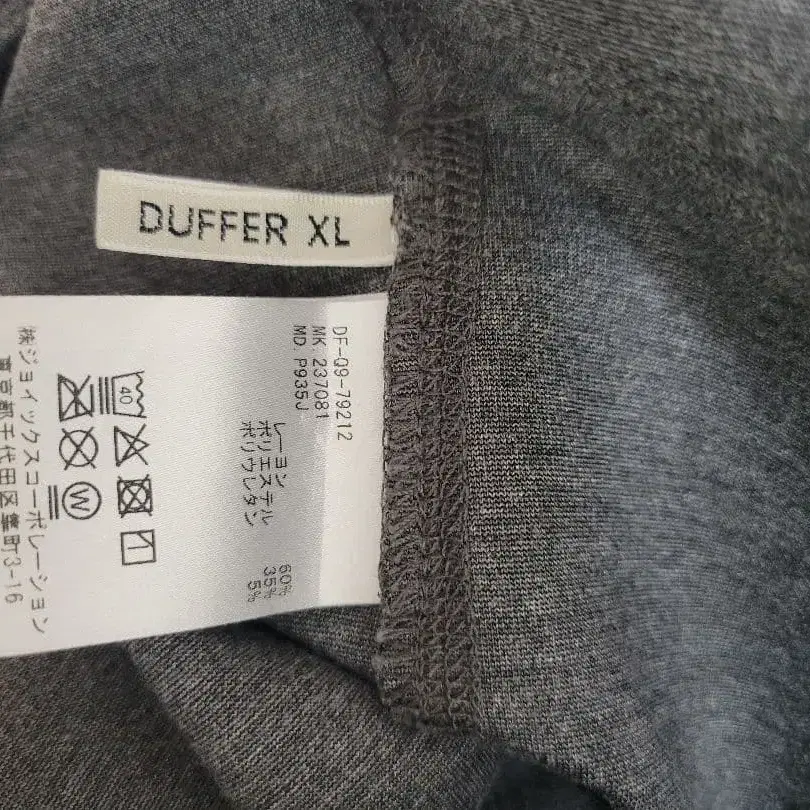 DUFFER XL
DF-Q9-79212
MK 237081
MD P935J
レーヨン 60%
ポリエステル 35%
ポリウレタン 5%
40
W
㈱ジョイックスコーポレーション
東京都千代田区麹町3-16